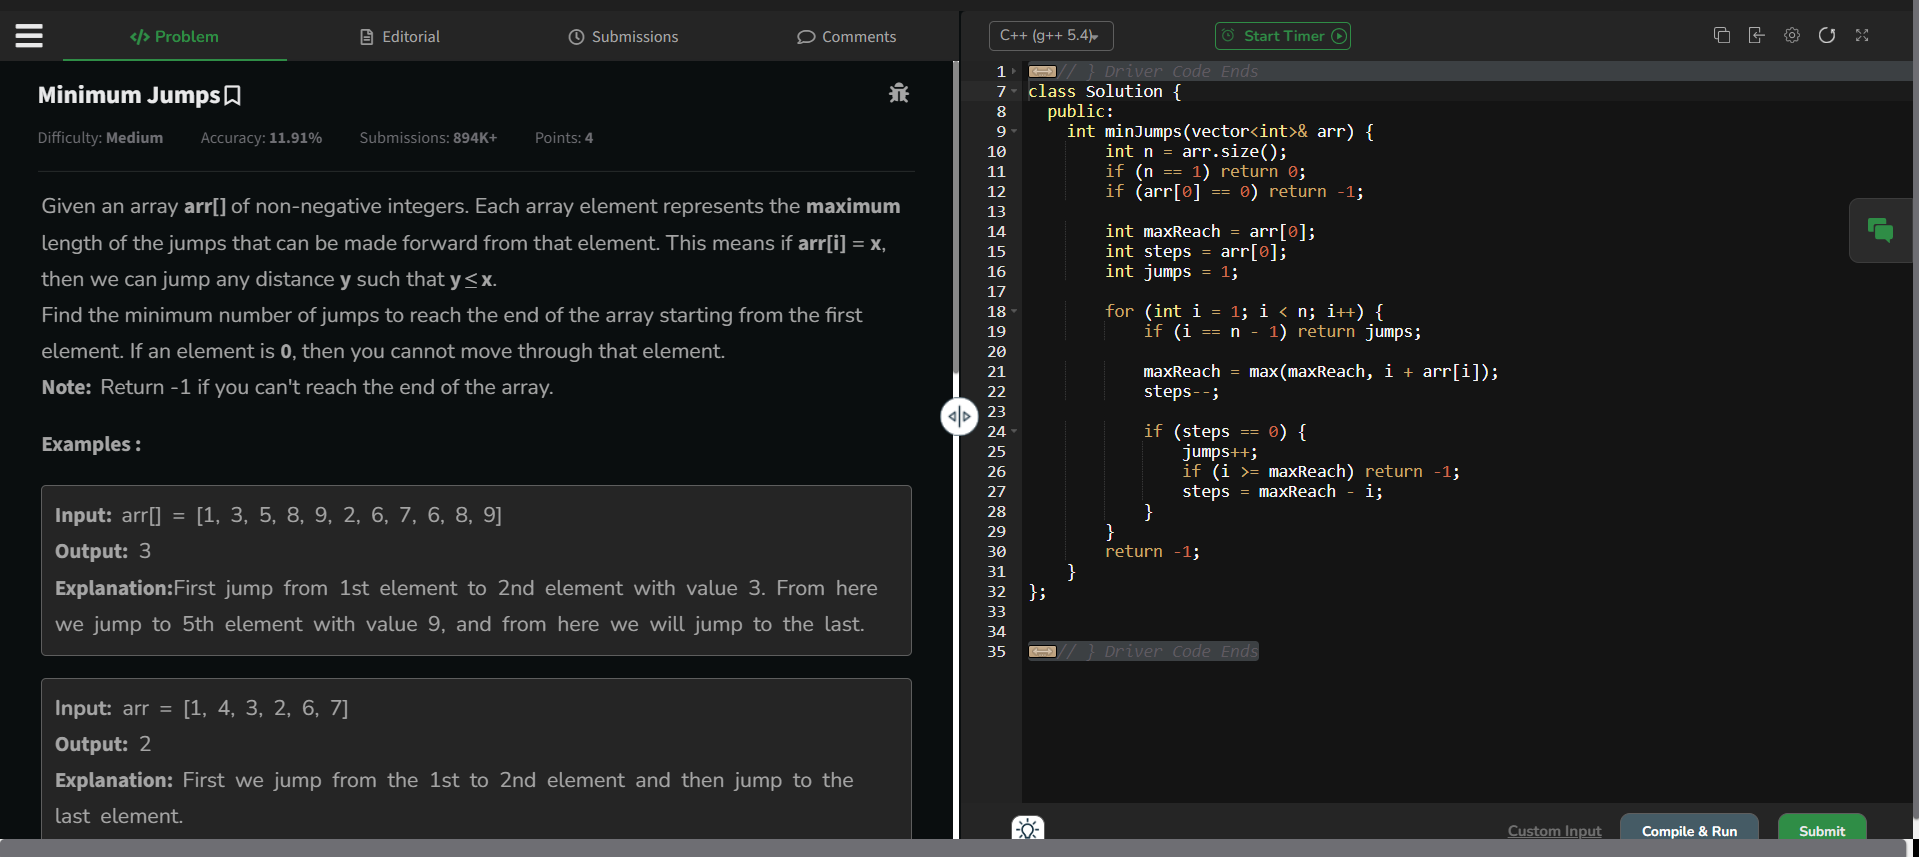 </> Problem
Editorial
Submissions
Comments
Minimum Jumps
Difficulty: Medium Accuracy: 11.91% Submissions: 894K+ Points: 4
Given an array arr[] of non-negative integers. Each array element represents the maximum
length of the jumps that can be made forward from that element. This means if arr[i] = x,
then we can jump any distance y such that y ≤ x.
Find the minimum number of jumps to reach the end of the array starting from the first
element. If an element is 0, then you cannot move through that element.
Note: Return -1 if you can't reach the end of the array.
Examples :
Input: arr[] = [1, 3, 5, 8, 9, 2, 6, 7, 6, 8, 9]
Output: 3
Explanation:First jump from 1st element to 2nd element with value 3. From here
we jump to 5th element with value 9, and from here we will jump to the last.
Input: arr = [1, 4, 3, 2, 6, 7]
Output: 2
Explanation: First we jump from the 1st to 2nd element and then jump to the
last element.
C++ (g++ 5.4)
Start Timer
1 // } Driver Code Ends
7 class Solution {
8 public:
9 int minJumps(vector<int>& arr) {
10 int n = arr.size();
11 if (n == 1) return 0;
12 if (arr[0] == 0) return -1;
13
14 int maxReach = arr[0];
15 int steps = arr[0];
16 int jumps = 1;
17
18 for (int i = 1; i < n; i++) {
19 if (i == n - 1) return jumps;
20
21 maxReach = max(maxReach, i + arr[i]);
22 steps--;
23
24 if (steps == 0) {
25 jumps++;
26 if (i >= maxReach) return -1;
27 steps = maxReach - i;
28 }
29 }
30 return -1;
31 }
32 };
33
34
35 // } Driver Code Ends
Custom Input
Compile & Run
Submit